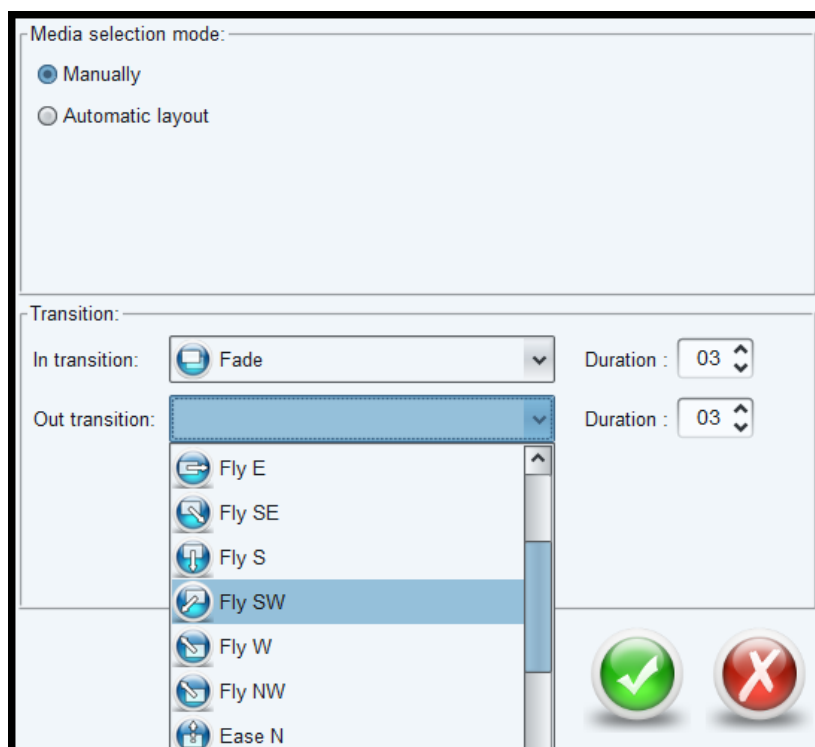 Media selection mode:
Manually
Automatic layout
Transition:
In transition: Fade Duration : 03
Out transition: Duration : 03
Fly E
Fly SE
Fly S
Fly SW
Fly W
Fly NW
Ease N